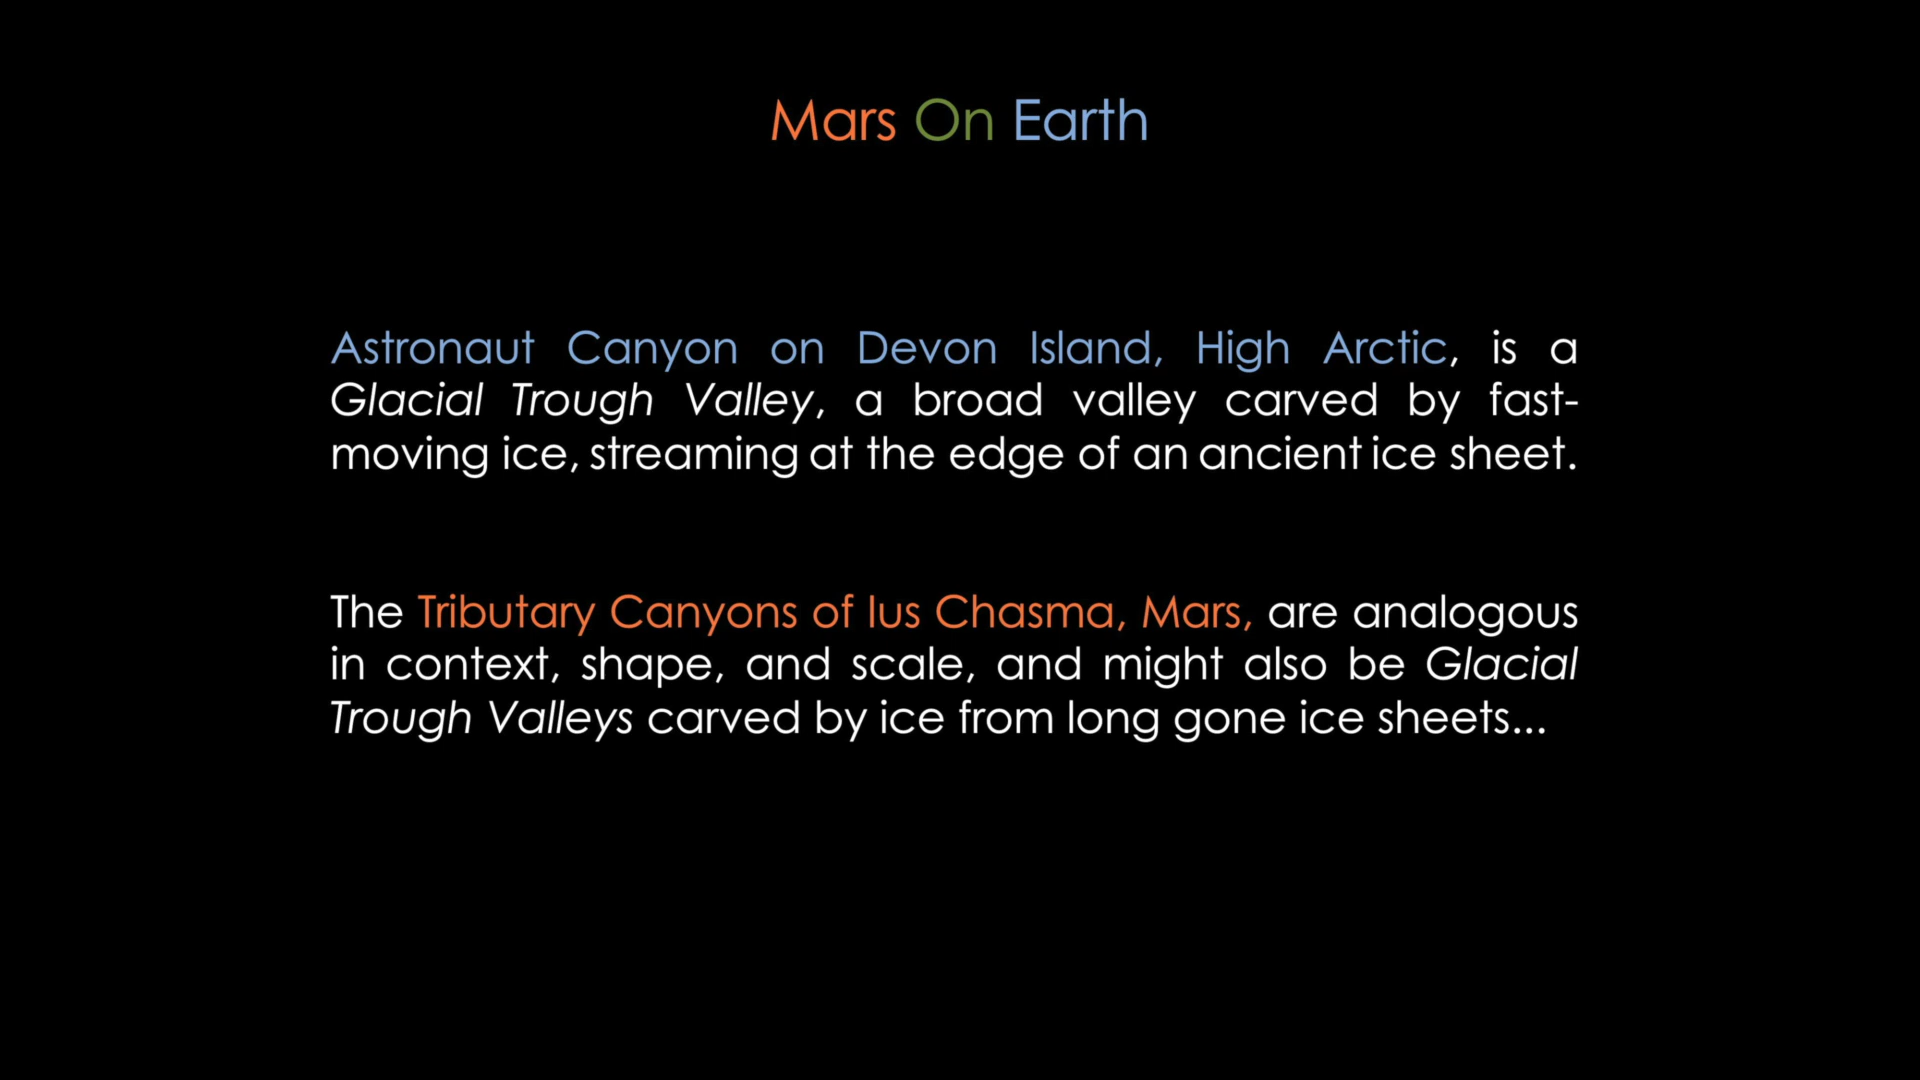 Mars On Earth
Astronaut Canyon on Devon Island, High Arctic, is a
Glacial Trough Valley, a broad valley carved by fast-
moving ice, streaming at the edge of an ancient ice sheet.
The Tributary Canyons of Ius Chasma, Mars, are analogous
in context, shape, and scale, and might also be Glacial
Trough Valleys carved by ice from long gone ice sheets...